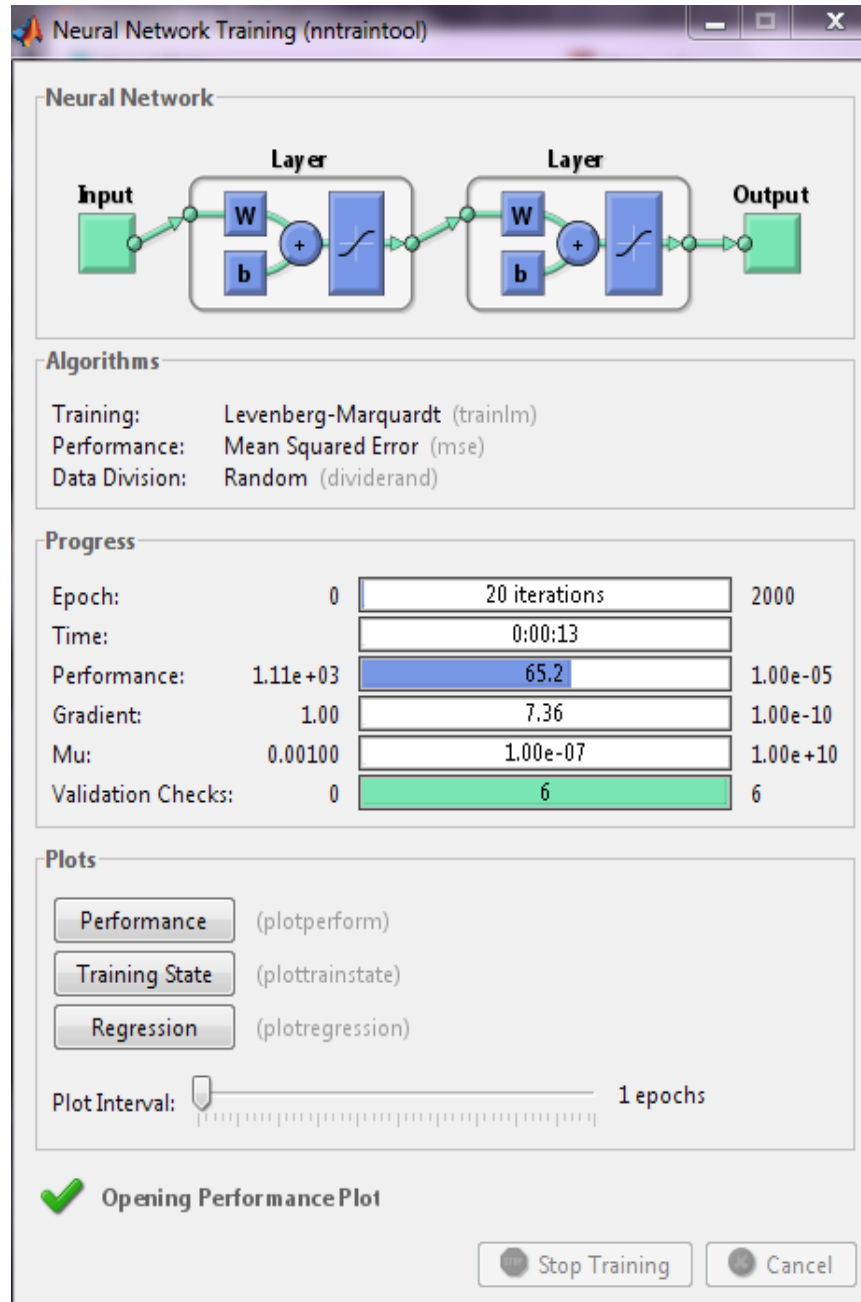 Neural Network Training (nntraintool)
Neural Network
Layer Layer
Input Output
W W
+ +
b b
Algorithms
Training: Levenberg-Marquardt (trainlm)
Performance: Mean Squared Error (mse)
Data Division: Random (dividerand)
Progress
Epoch: 0 20 iterations 2000
Time: 0:00:13
Performance: 1.11e+03 65.2 1.00e-05
Gradient: 1.00 7.36 1.00e-10
Mu: 0.00100 1.00e-07 1.00e+10
Validation Checks: 0 6 6
Plots
Performance (plotperform)
Training State (plottrainstate)
Regression (plotregression)
Plot Interval: 1 epochs
Opening Performance Plot
Stop Training Cancel